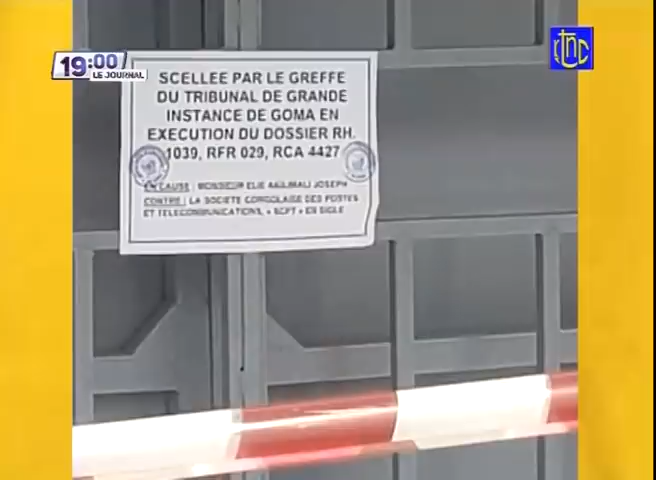 19:00
LE JOURNAL
rtnc
SCELLEE PAR LE GREFFE
DU TRIBUNAL DE GRANDE
INSTANCE DE GOMA EN
EXECUTION DU DOSSIER RH.
1039, RFR 029, RCA 4427
EN CAUSE : MONSIEUR ELIE AKILIMALI JOSEPH
CONTRE : LA SOCIETE CONGOLAISE DES POSTES
ET TELECOMMUNICATIONS, « SCPT » EN SIGLE